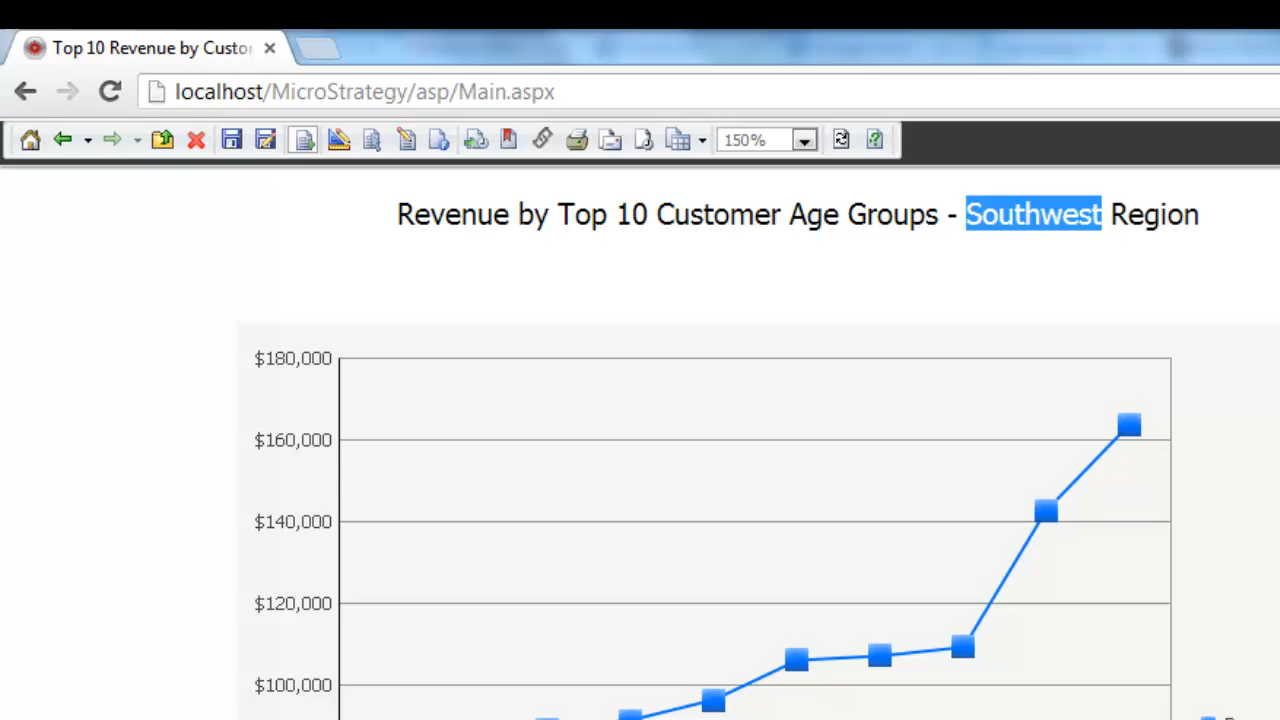 Top 10 Revenue by Custo
localhost/MicroStrategy/asp/Main.aspx
150%
Revenue by Top 10 Customer Age Groups - Southwest Region
$180,000
$160,000
$140,000
$120,000
$100,000